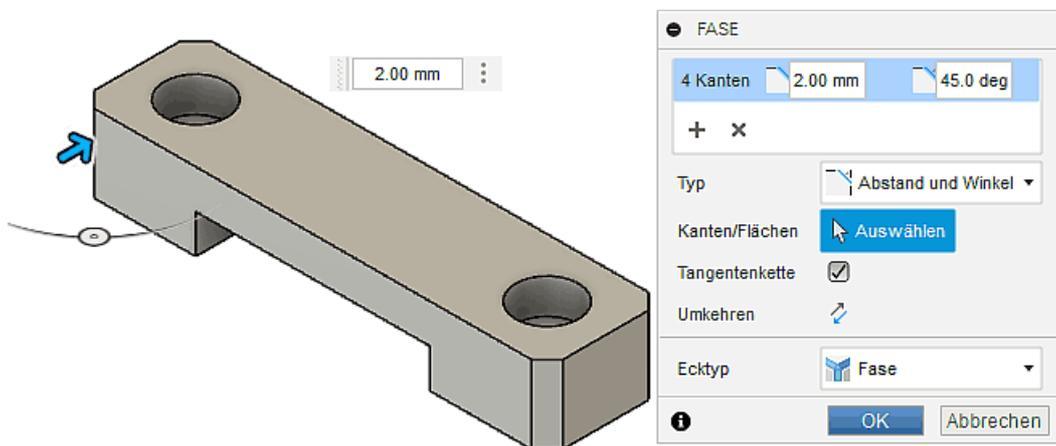 2.00 mm
FASE
4 Kanten 2.00 mm 45.0 deg
Typ Abstand und Winkel
Kanten/Flächen Auswählen
Tangentenkette
Umkehren
Ecktyp Fase
OK Abbrechen